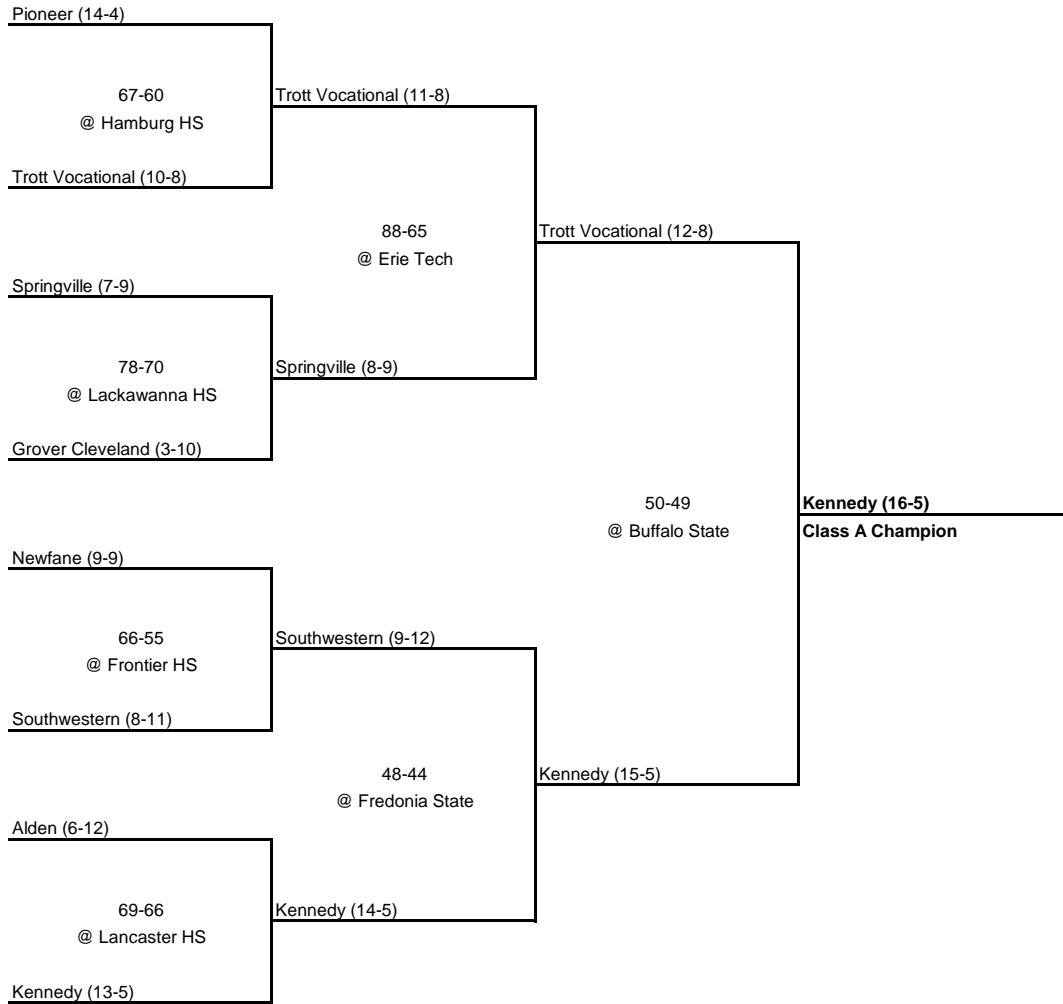 Pioneer (14-4)
67-60
@ Hamburg HS
Trott Vocational (11-8)
Trott Vocational (10-8)
88-65
@ Erie Tech
Trott Vocational (12-8)
Springville (7-9)
78-70
@ Lackawanna HS
Springville (8-9)
Grover Cleveland (3-10)
50-49
@ Buffalo State
Kennedy (16-5)
Class A Champion
Newfane (9-9)
66-55
@ Frontier HS
Southwestern (9-12)
Southwestern (8-11)
48-44
@ Fredonia State
Kennedy (15-5)
Alden (6-12)
69-66
@ Lancaster HS
Kennedy (14-5)
Kennedy (13-5)